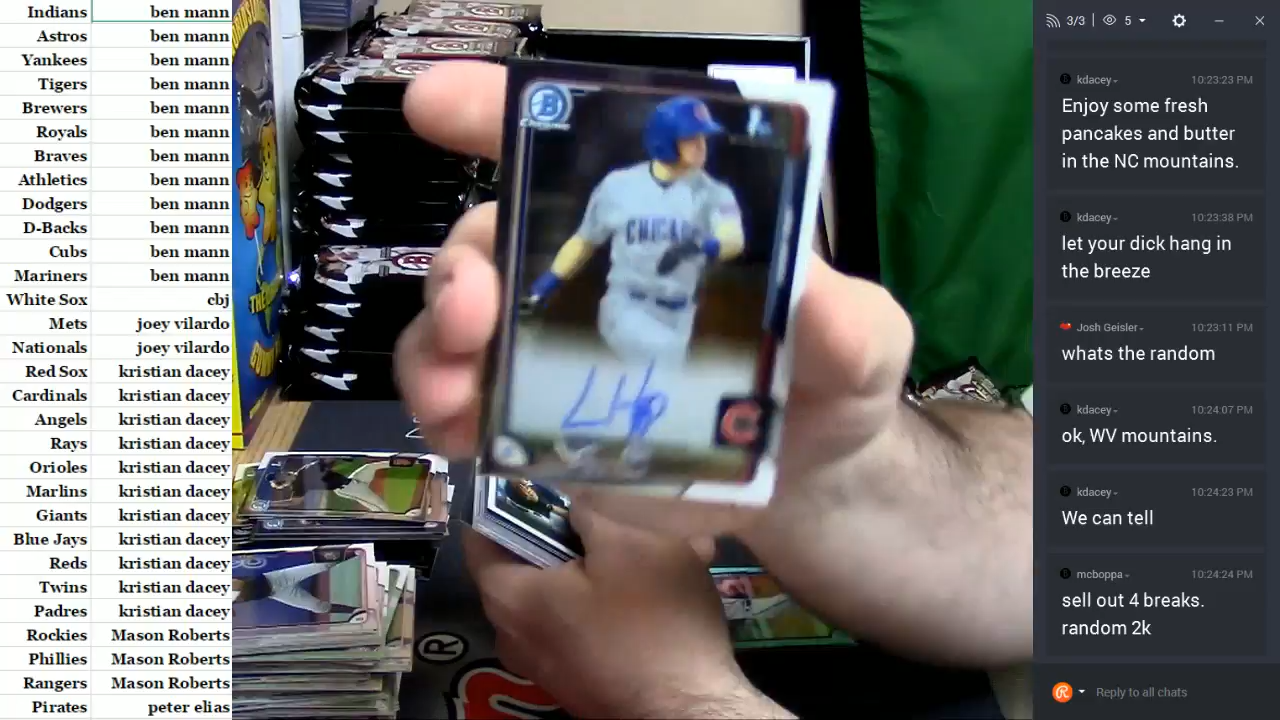 Indians ben mann
Astros ben mann
Yankees ben mann
Tigers ben mann
Brewers ben mann
Royals ben mann
Braves ben mann
Athletics ben mann
Dodgers ben mann
D-Backs ben mann
Cubs ben mann
Mariners ben mann
White Sox cbj
Mets joey vilardo
Nationals joey vilardo
Red Sox kristian dacey
Cardinals kristian dacey
Angels kristian dacey
Rays kristian dacey
Orioles kristian dacey
Marlins kristian dacey
Giants kristian dacey
Blue Jays kristian dacey
Reds kristian dacey
Twins kristian dacey
Padres kristian dacey
Rockies Mason Roberts
Phillies Mason Roberts
Rangers Mason Roberts
Pirates peter elias
B
Chrome
CHICAGO
C
®
3/3 5
kdacey 10:23:23 PM
Enjoy some fresh
pancakes and butter
in the NC mountains.
kdacey 10:23:38 PM
let your dick hang in
the breeze
Josh Geisler 10:23:11 PM
whats the random
kdacey 10:24:07 PM
ok, WV mountains.
kdacey 10:24:23 PM
We can tell
mcboppa 10:24:24 PM
sell out 4 breaks.
random 2k
Reply to all chats